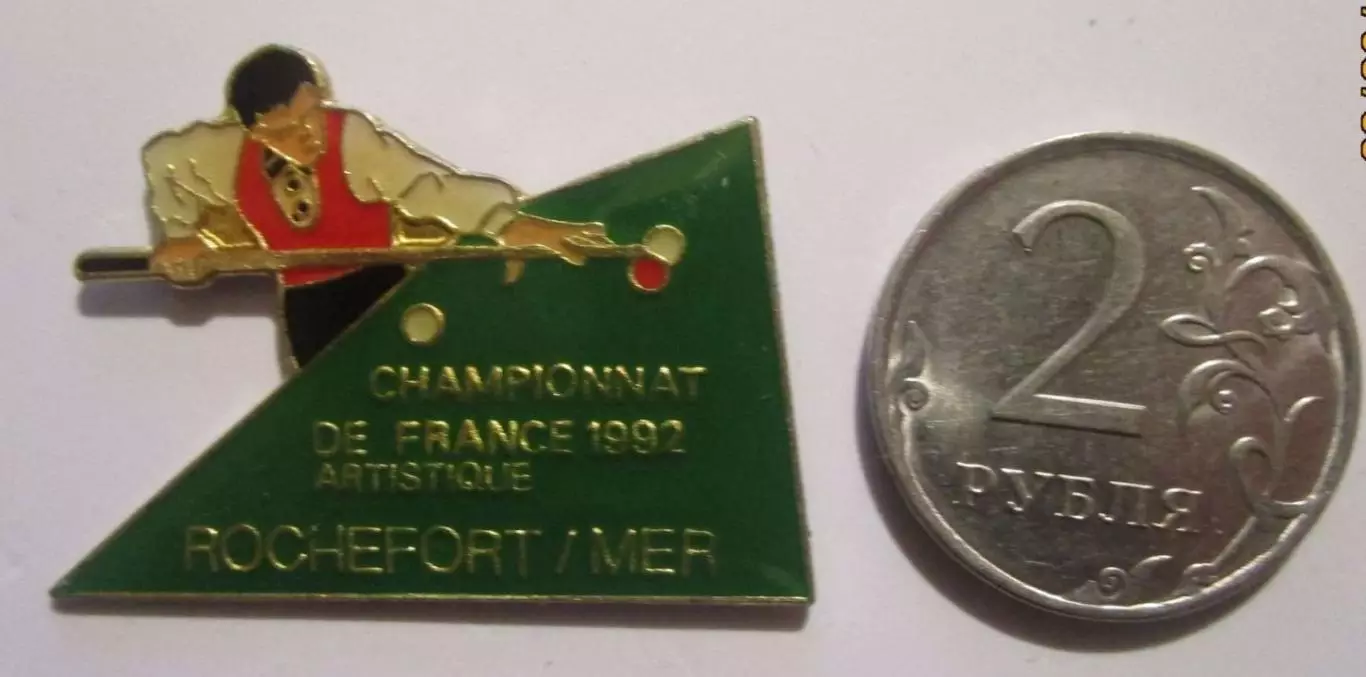 CHAMPIONNAT
DE FRANCE 1992
ARTISTIQUE
ROCHEFORT / MER
2
РУБЛЯ